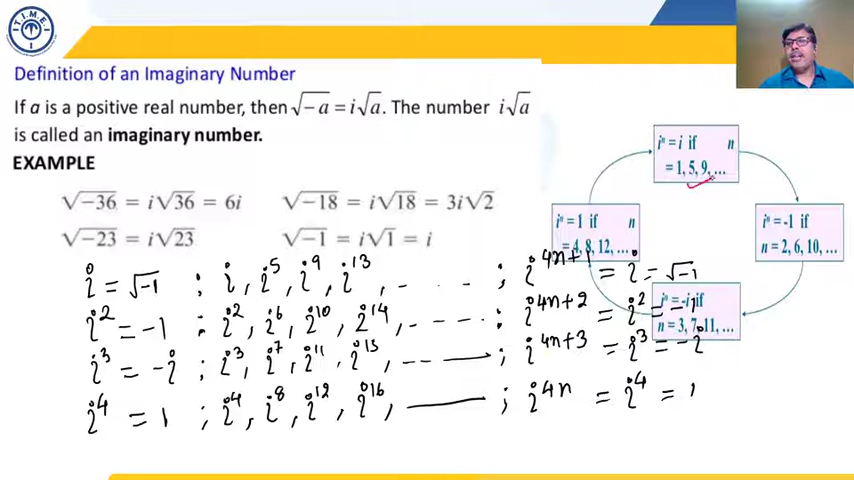 T.I.M.E.
Definition of an Imaginary Number
If a is a positive real number, then √−a = i√a. The number i√a
is called an imaginary number.
EXAMPLE
√−36 = i√36 = 6i
√−18 = i√18 = 3i√2
√−23 = i√23
√−1 = i√1 = i
iⁿ = i if n
= 1, 5, 9, ...
iⁿ = 1 if n
= 4, 8, 12, ...
iⁿ = -1 if
n = 2, 6, 10, ...
iⁿ = -i if
n = 3, 7, 11, ...
i = √-1 ; i, i⁵, i⁹, i¹³, - . . . . . . ; i⁴ⁿ⁺¹ = i = √-1
i² = -1 ; i², i⁶, i¹⁰, i¹⁴, - . . . . . ; i⁴ⁿ⁺² = i² = -1
i³ = -i ; i³, i⁷, i¹¹, i¹⁵, ------ ; i⁴ⁿ⁺³ = i³ = -i
i⁴ = 1 ; i⁴, i⁸, i¹², i¹⁶, ------ ; i⁴ⁿ = i⁴ = 1